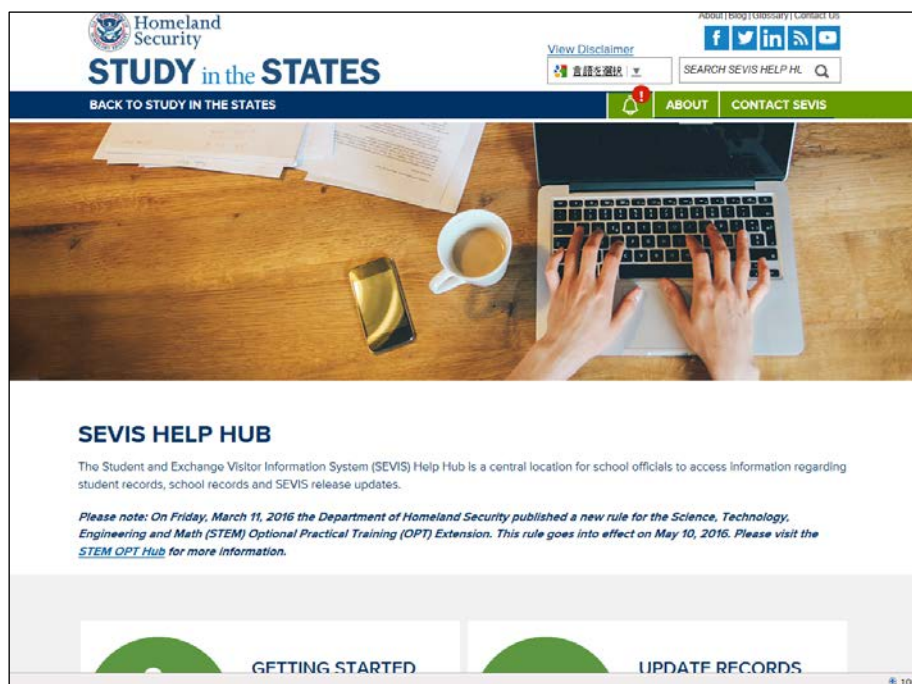 Homeland
Security
STUDY in the STATES
About | Blog | Glossary | Contact Us
View Disclaimer
言語を選択 | ▼
SEARCH SEVIS HELP HU
BACK TO STUDY IN THE STATES
!
ABOUT
CONTACT SEVIS
SEVIS HELP HUB
The Student and Exchange Visitor Information System (SEVIS) Help Hub is a central location for school officials to access information regarding
student records, school records and SEVIS release updates.
Please note: On Friday, March 11, 2016 the Department of Homeland Security published a new rule for the Science, Technology,
Engineering and Math (STEM) Optional Practical Training (OPT) Extension. This rule goes into effect on May 10, 2016. Please visit the
STEM OPT Hub for more information.
GETTING STARTED
UPDATE RECORDS